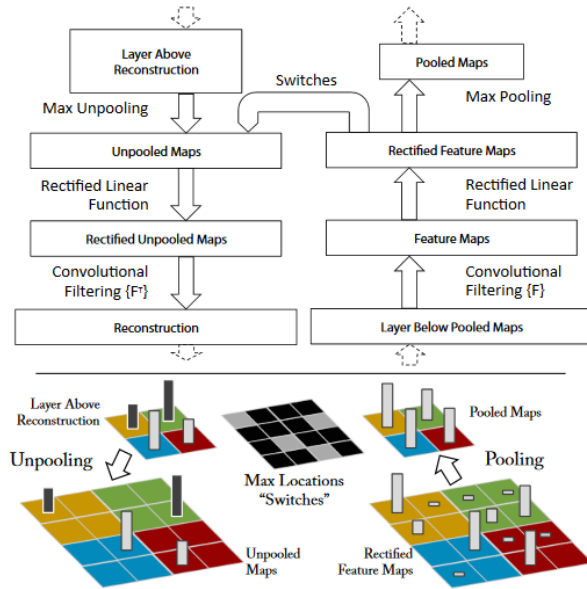 Layer Above
Reconstruction
Switches
Pooled Maps
Max Unpooling
Max Pooling
Unpooled Maps
Rectified Feature Maps
Rectified Linear
Function
Rectified Linear
Function
Rectified Unpooled Maps
Feature Maps
Convolutional
Filtering {Fᵀ}
Convolutional
Filtering {F}
Reconstruction
Layer Below Pooled Maps
Layer Above
Reconstruction
Pooled Maps
Unpooling
Max Locations
"Switches"
Pooling
Unpooled
Maps
Rectified
Feature Maps